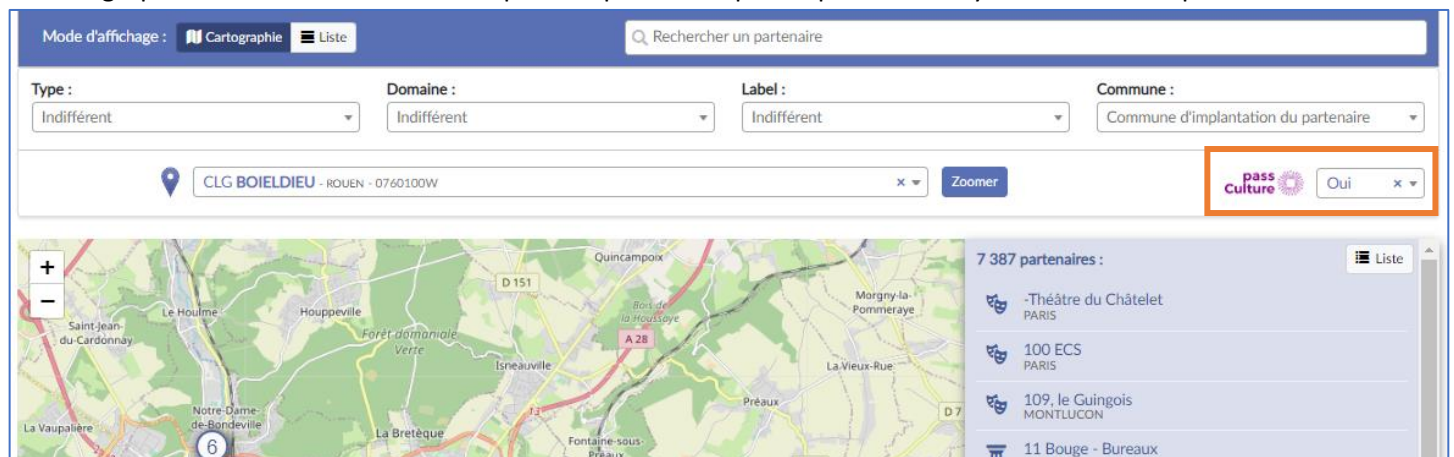 Mode d'affichage : Cartographie Liste
Rechercher un partenaire
Type : Domaine : Label : Commune :
Indifférent Indifférent Indifférent Commune d'implantation du partenaire
CLG BOIELDIEU - ROUEN - 0760100W Zoomer
pass
Culture
Oui
7 387 partenaires : Liste
-Théâtre du Châtelet
PARIS
100 ECS
PARIS
109, le Guingois
MONTLUCON
11 Bouge - Bureaux
+
−
Quincampoix
D 151
Bois de
la Houssaye
Morgny-la-
Pommeraye
Le Houlme
Houppeville
Saint-Jean-
du-Cardonnay
Forêt domaniale
Verte
A 28
Isneauville
La Vieux-Rue
Préaux
D 7
Notre-Dame-
de-Bondeville
La Vaupalière
6
La Bretèque
13
Fontaine-sous-
Préaux